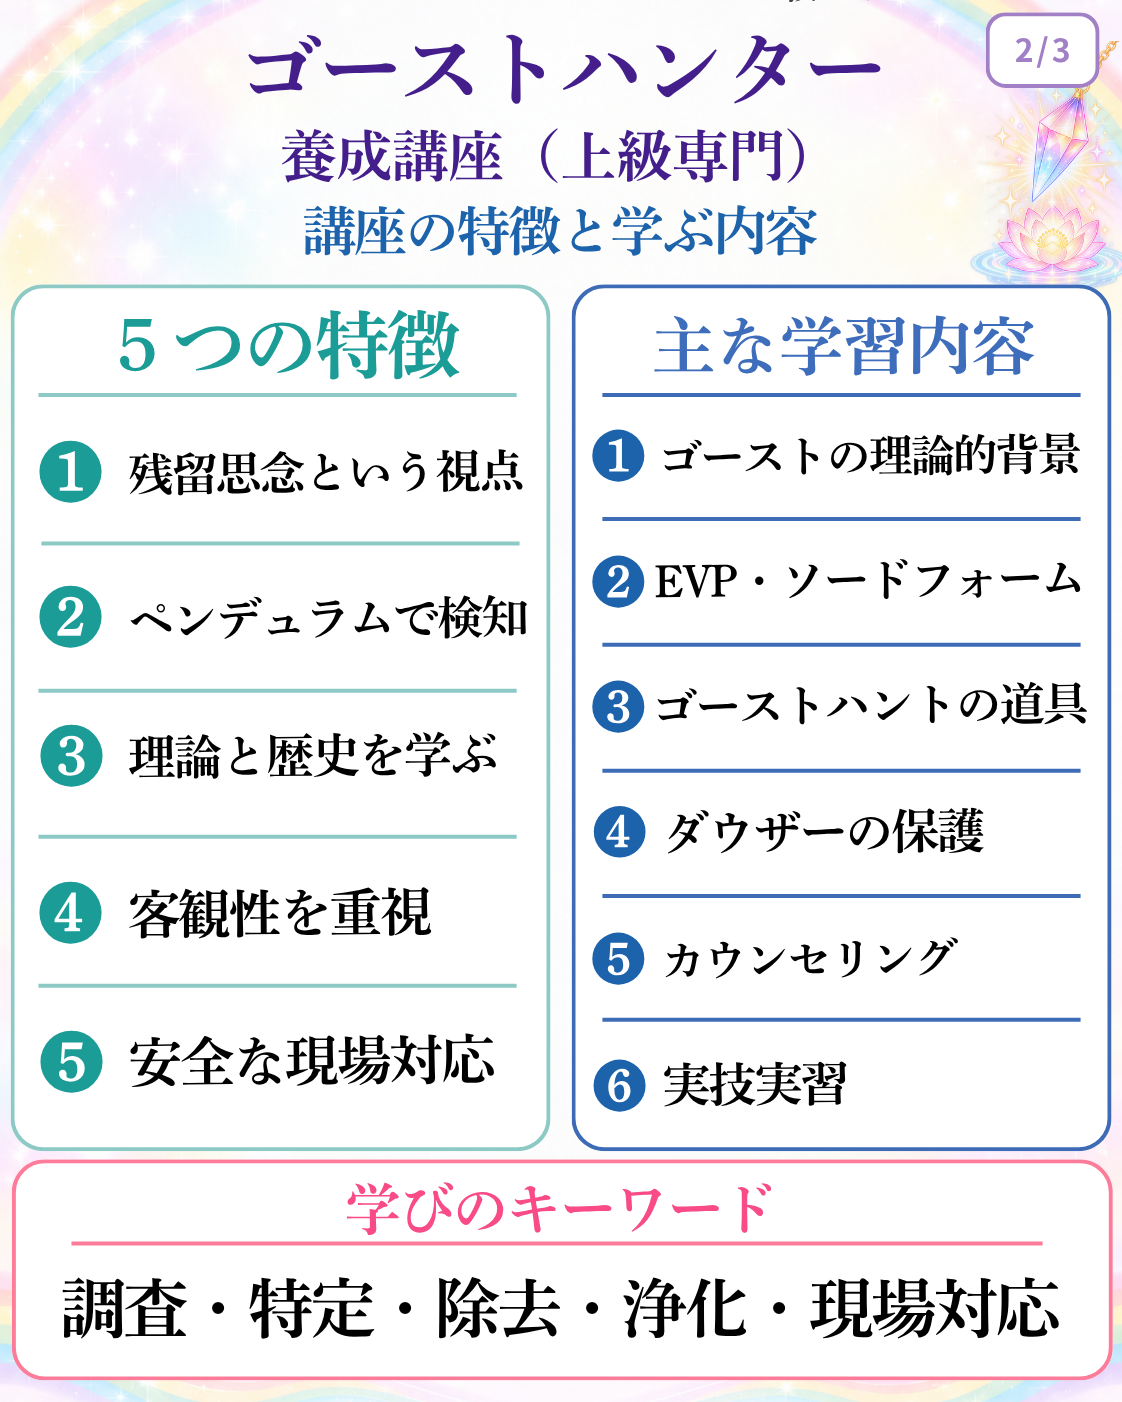 ゴーストハンター
2/3
養成講座（上級専門）
講座の特徴と学ぶ内容
５つの特徴
1 残留思念という視点
2 ペンデュラムで検知
3 理論と歴史を学ぶ
4 客観性を重視
5 安全な現場対応
主な学習内容
1 ゴーストの理論的背景
2 EVP・ソードフォーム
3 ゴーストハントの道具
4 ダウザーの保護
5 カウンセリング
6 実技実習
学びのキーワード
調査・特定・除去・浄化・現場対応